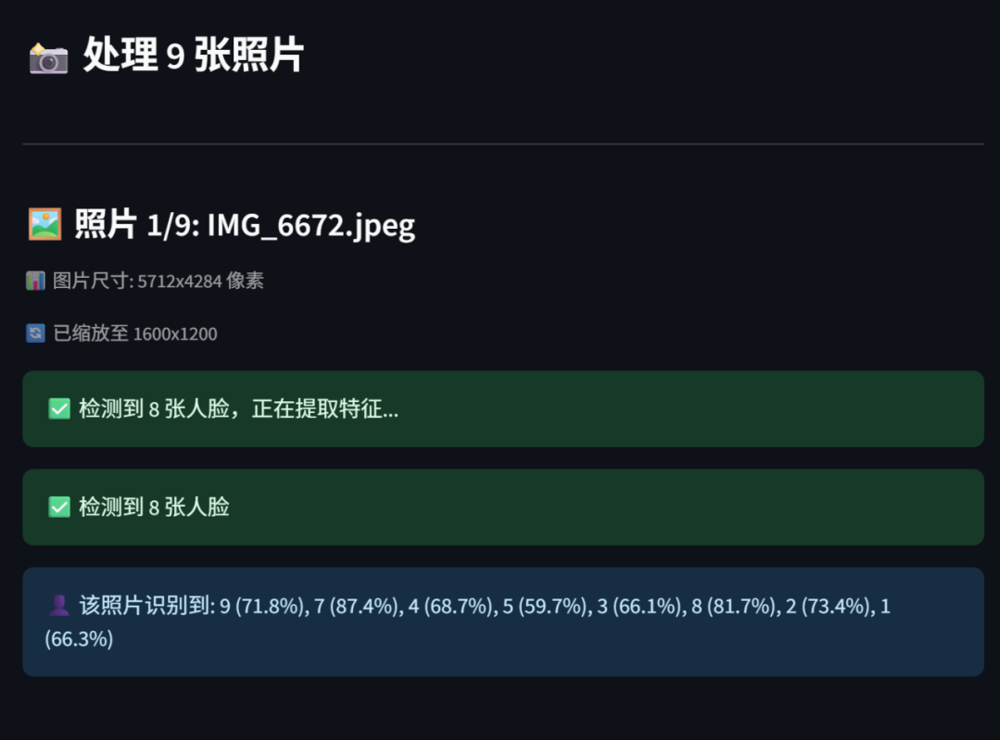 处理 9 张照片
照片 1/9: IMG_6672.jpeg
图片尺寸: 5712x4284 像素
已缩放至 1600x1200
检测到 8 张人脸，正在提取特征...
检测到 8 张人脸
该照片识别到: 9 (71.8%), 7 (87.4%), 4 (68.7%), 5 (59.7%), 3 (66.1%), 8 (81.7%), 2 (73.4%), 1
(66.3%)